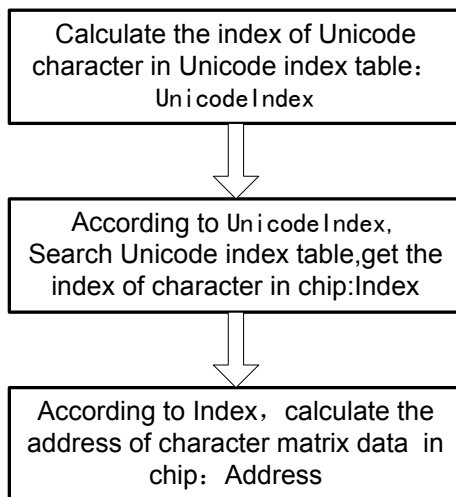 Calculate the index of Unicode
character in Unicode index table：
UnicodeIndex
According to UnicodeIndex,
Search Unicode index table,get the
index of character in chip:Index
According to Index，calculate the
address of character matrix data in
chip：Address